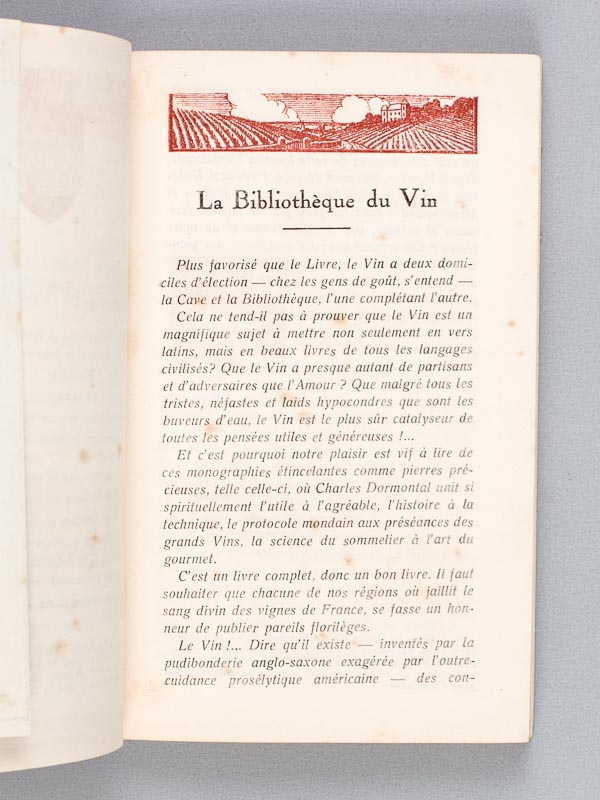 La Bibliothèque du Vin
Plus favorisé que le Livre, le Vin a deux domi-
ciles d'élection — chez les gens de goût, s'entend —
la Cave et la Bibliothèque, l'une complétant l'autre.
Cela ne tend-il pas à prouver que le Vin est un
magnifique sujet à mettre non seulement en vers
latins, mais en beaux livres de tous les langages
civilisés? Que le Vin a presque autant de partisans
et d'adversaires que l'Amour ? Que malgré tous les
tristes, néfastes et laids hypocondres que sont les
buveurs d'eau, le Vin est le plus sûr catalyseur de
toutes les pensées utiles et généreuses !...
Et c'est pourquoi notre plaisir est vif à lire de
ces monographies étincelantes comme pierres pré-
cieuses, telle celle-ci, où Charles Dormontal unit si
spirituellement l'utile à l'agréable, l'histoire à la
technique, le protocole mondain aux préséances des
grands Vins, la science du sommelier à l'art du
gourmet.
C'est un livre complet, donc un bon livre. Il faut
souhaiter que chacune de nos régions où jaillit le
sang divin des vignes de France, se fasse un hon-
neur de publier pareils florilèges.
Le Vin !... Dire qu'il existe — inventés par la
pudibonderie anglo-saxone exagérée par l'outre-
cuidance prosélytique américaine — des con-